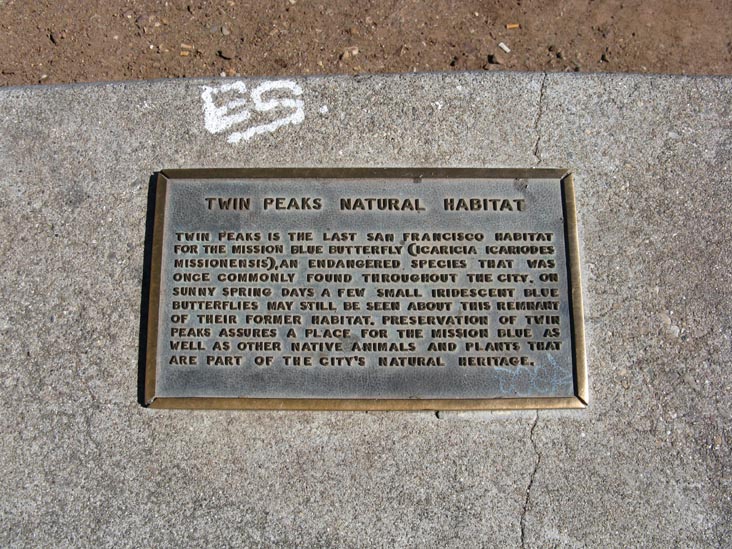 ES
TWIN PEAKS NATURAL HABITAT
TWIN PEAKS IS THE LAST SAN FRANCISCO HABITAT
FOR THE MISSION BLUE BUTTERFLY (ICARICIA ICARIODES
MISSIONENSIS), AN ENDANGERED SPECIES THAT WAS
ONCE COMMONLY FOUND THROUGHOUT THE CITY. ON
SUNNY SPRING DAYS A FEW SMALL IRIDESCENT BLUE
BUTTERFLIES MAY STILL BE SEEN ABOUT THIS REMNANT
OF THEIR FORMER HABITAT. PRESERVATION OF TWIN
PEAKS ASSURES A PLACE FOR THE MISSION BLUE AS
WELL AS OTHER NATIVE ANIMALS AND PLANTS THAT
ARE PART OF THE CITY'S NATURAL HERITAGE.